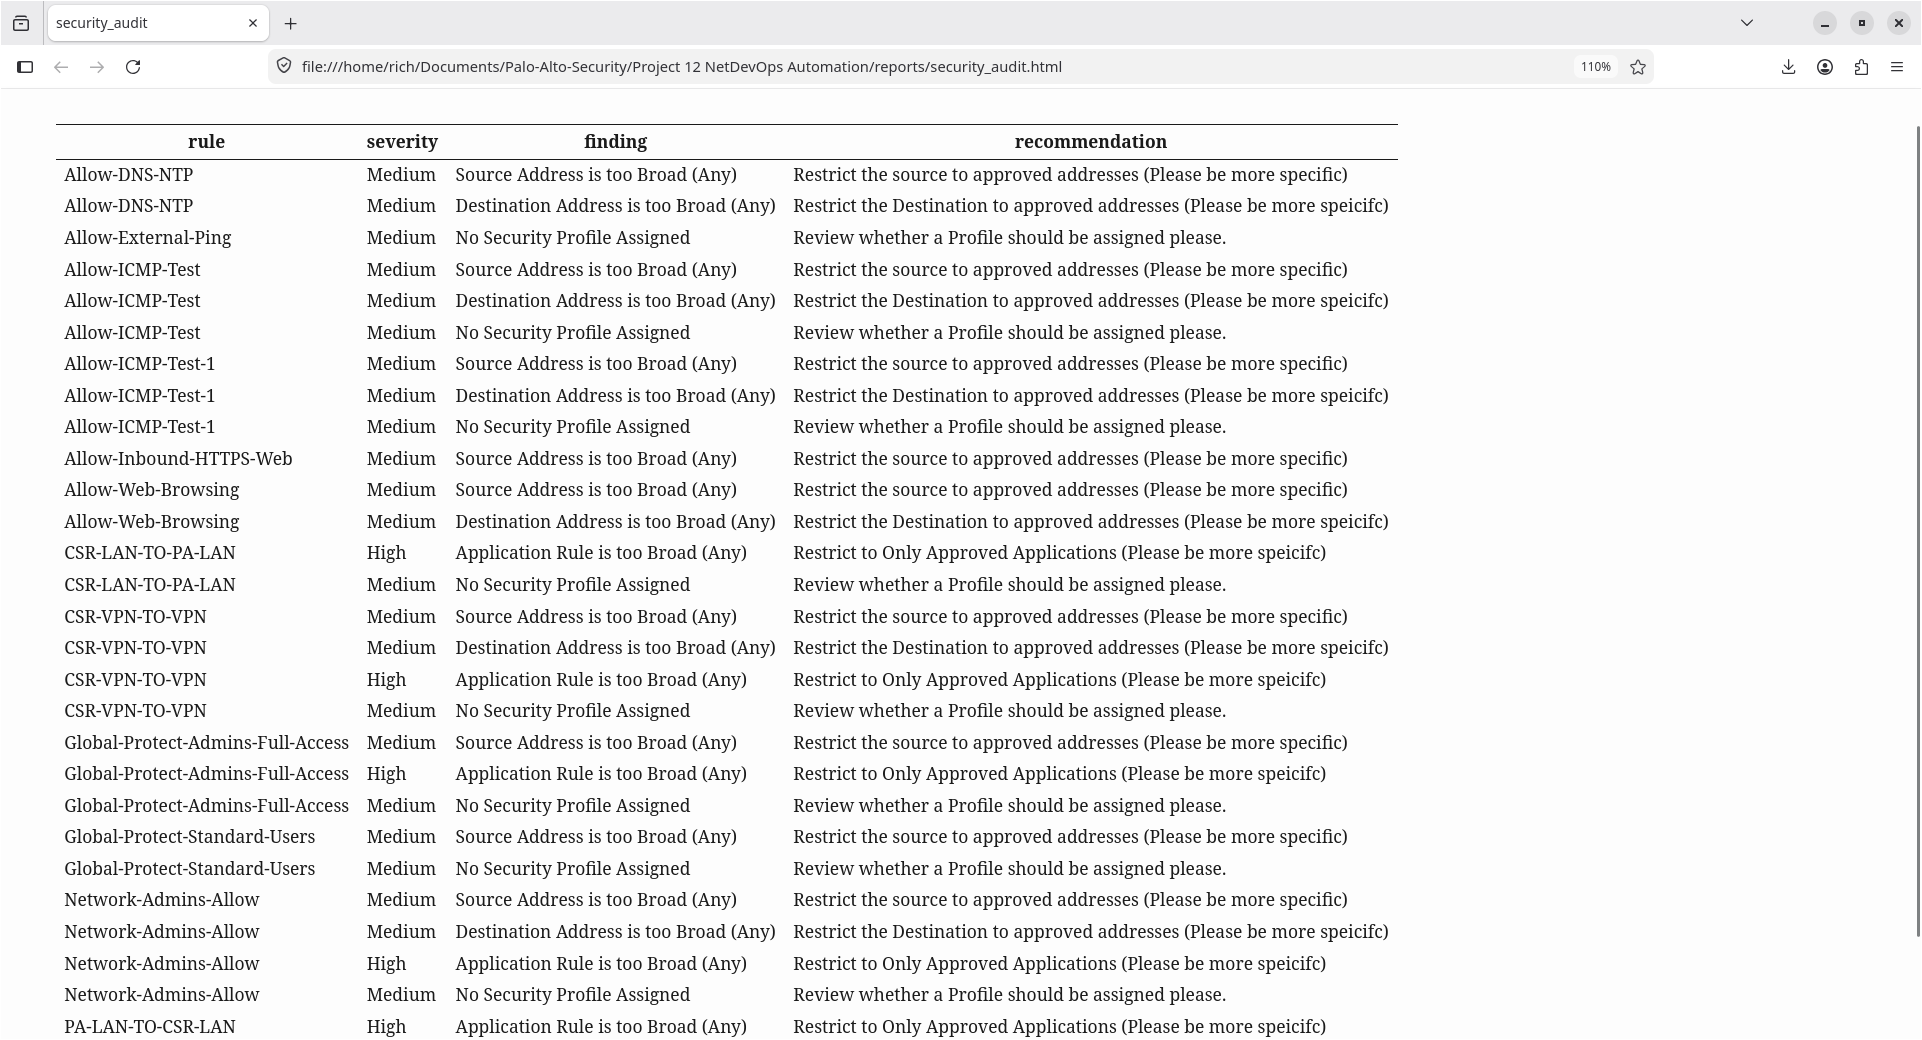 security_audit
file:///home/rich/Documents/Palo-Alto-Security/Project 12 NetDevOps Automation/reports/security_audit.html 110%
rule severity finding recommendation
Allow-DNS-NTP Medium Source Address is too Broad (Any) Restrict the source to approved addresses (Please be more specific)
Allow-DNS-NTP Medium Destination Address is too Broad (Any) Restrict the Destination to approved addresses (Please be more speicifc)
Allow-External-Ping Medium No Security Profile Assigned Review whether a Profile should be assigned please.
Allow-ICMP-Test Medium Source Address is too Broad (Any) Restrict the source to approved addresses (Please be more specific)
Allow-ICMP-Test Medium Destination Address is too Broad (Any) Restrict the Destination to approved addresses (Please be more speicifc)
Allow-ICMP-Test Medium No Security Profile Assigned Review whether a Profile should be assigned please.
Allow-ICMP-Test-1 Medium Source Address is too Broad (Any) Restrict the source to approved addresses (Please be more specific)
Allow-ICMP-Test-1 Medium Destination Address is too Broad (Any) Restrict the Destination to approved addresses (Please be more speicifc)
Allow-ICMP-Test-1 Medium No Security Profile Assigned Review whether a Profile should be assigned please.
Allow-Inbound-HTTPS-Web Medium Source Address is too Broad (Any) Restrict the source to approved addresses (Please be more specific)
Allow-Web-Browsing Medium Source Address is too Broad (Any) Restrict the source to approved addresses (Please be more specific)
Allow-Web-Browsing Medium Destination Address is too Broad (Any) Restrict the Destination to approved addresses (Please be more speicifc)
CSR-LAN-TO-PA-LAN High Application Rule is too Broad (Any) Restrict to Only Approved Applications (Please be more speicifc)
CSR-LAN-TO-PA-LAN Medium No Security Profile Assigned Review whether a Profile should be assigned please.
CSR-VPN-TO-VPN Medium Source Address is too Broad (Any) Restrict the source to approved addresses (Please be more specific)
CSR-VPN-TO-VPN Medium Destination Address is too Broad (Any) Restrict the Destination to approved addresses (Please be more speicifc)
CSR-VPN-TO-VPN High Application Rule is too Broad (Any) Restrict to Only Approved Applications (Please be more speicifc)
CSR-VPN-TO-VPN Medium No Security Profile Assigned Review whether a Profile should be assigned please.
Global-Protect-Admins-Full-Access Medium Source Address is too Broad (Any) Restrict the source to approved addresses (Please be more specific)
Global-Protect-Admins-Full-Access High Application Rule is too Broad (Any) Restrict to Only Approved Applications (Please be more speicifc)
Global-Protect-Admins-Full-Access Medium No Security Profile Assigned Review whether a Profile should be assigned please.
Global-Protect-Standard-Users Medium Source Address is too Broad (Any) Restrict the source to approved addresses (Please be more specific)
Global-Protect-Standard-Users Medium No Security Profile Assigned Review whether a Profile should be assigned please.
Network-Admins-Allow Medium Source Address is too Broad (Any) Restrict the source to approved addresses (Please be more specific)
Network-Admins-Allow Medium Destination Address is too Broad (Any) Restrict the Destination to approved addresses (Please be more speicifc)
Network-Admins-Allow High Application Rule is too Broad (Any) Restrict to Only Approved Applications (Please be more speicifc)
Network-Admins-Allow Medium No Security Profile Assigned Review whether a Profile should be assigned please.
PA-LAN-TO-CSR-LAN High Application Rule is too Broad (Any) Restrict to Only Approved Applications (Please be more speicifc)